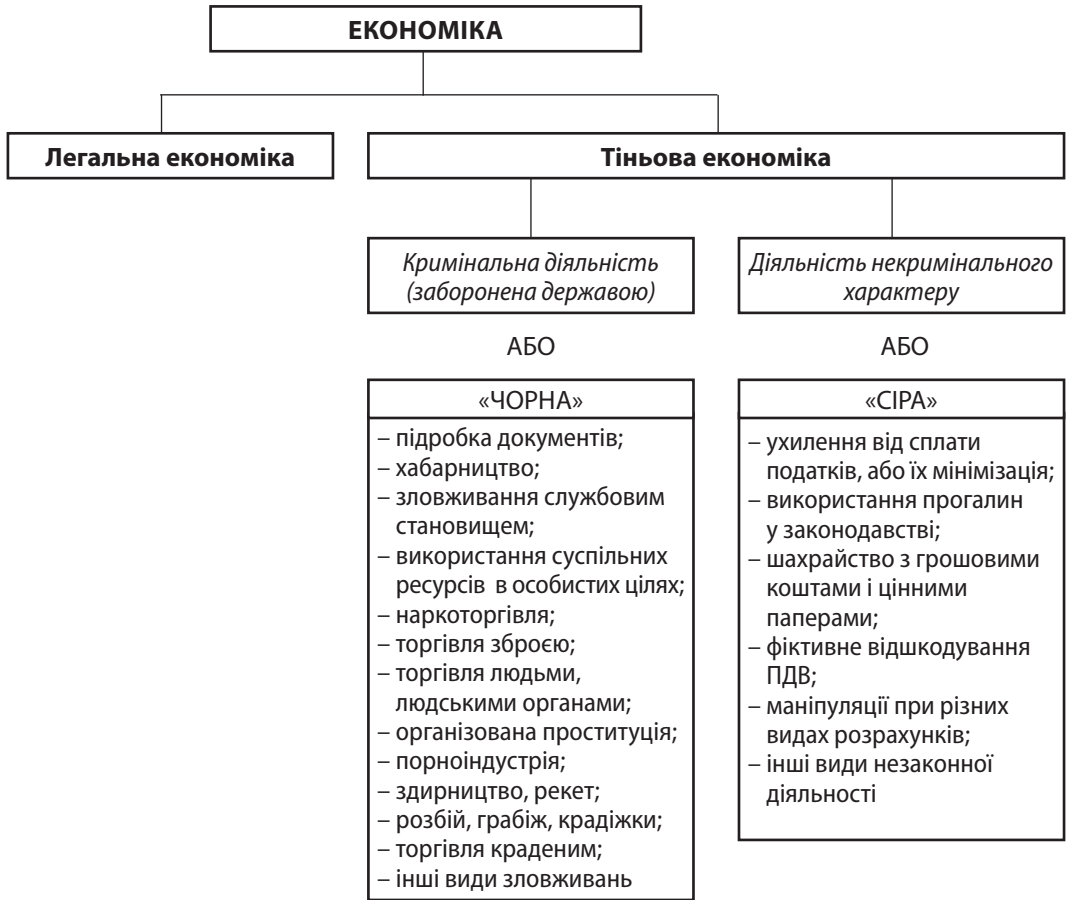 ЕКОНОМІКА
Легальна економіка
Тіньова економіка
Кримінальна діяльність
(заборонена державою)
АБО
«ЧОРНА»
– підробка документів;
– хабарництво;
– зловживання службовим
становищем;
– використання суспільних
ресурсів в особистих цілях;
– наркоторгівля;
– торгівля зброєю;
– торгівля людьми,
людськими органами;
– організована проституція;
– порноіндустрія;
– здирництво, рекет;
– розбій, грабіж, крадіжки;
– торгівля краденим;
– інші види зловживань
Діяльність некримінального
характеру
АБО
«СІРА»
– ухилення від сплати
податків, або їх мінімізація;
– використання прогалин
у законодавстві;
– шахрайство з грошовими
коштами і цінними
паперами;
– фіктивне відшкодування
ПДВ;
– маніпуляції при різних
видах розрахунків;
– інші види незаконної
діяльності